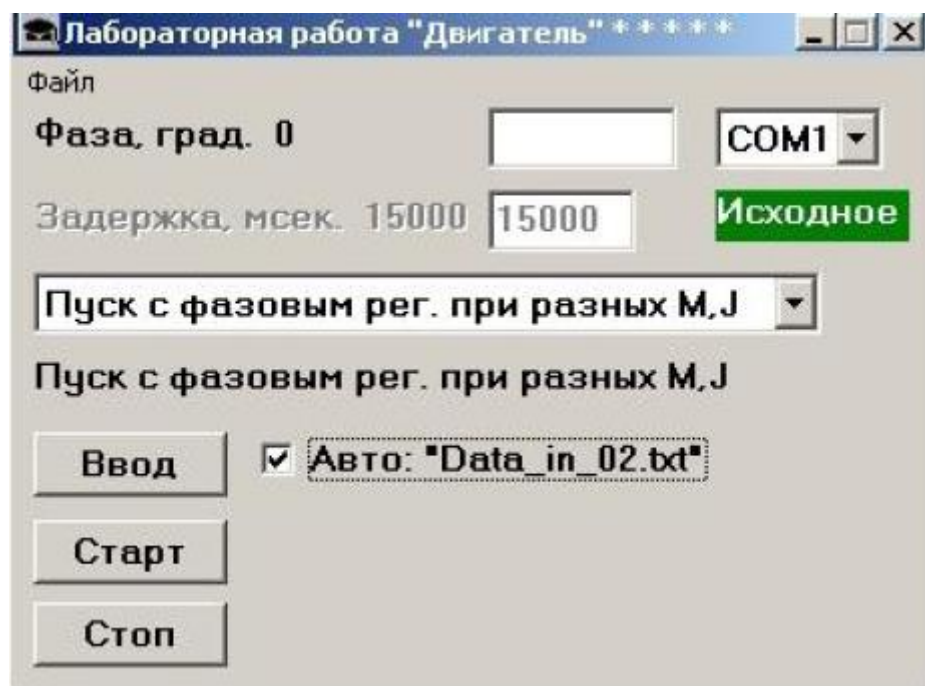 Лабораторная работа "Двигатель" * * * * *
Файл
Фаза, град. 0 COM1
Задержка, мсек. 15000 15000 Исходное
Пуск с фазовым рег. при разных M,J
Пуск с фазовым рег. при разных M,J
Ввод Авто: "Data_in_02.txt"
Старт
Стоп